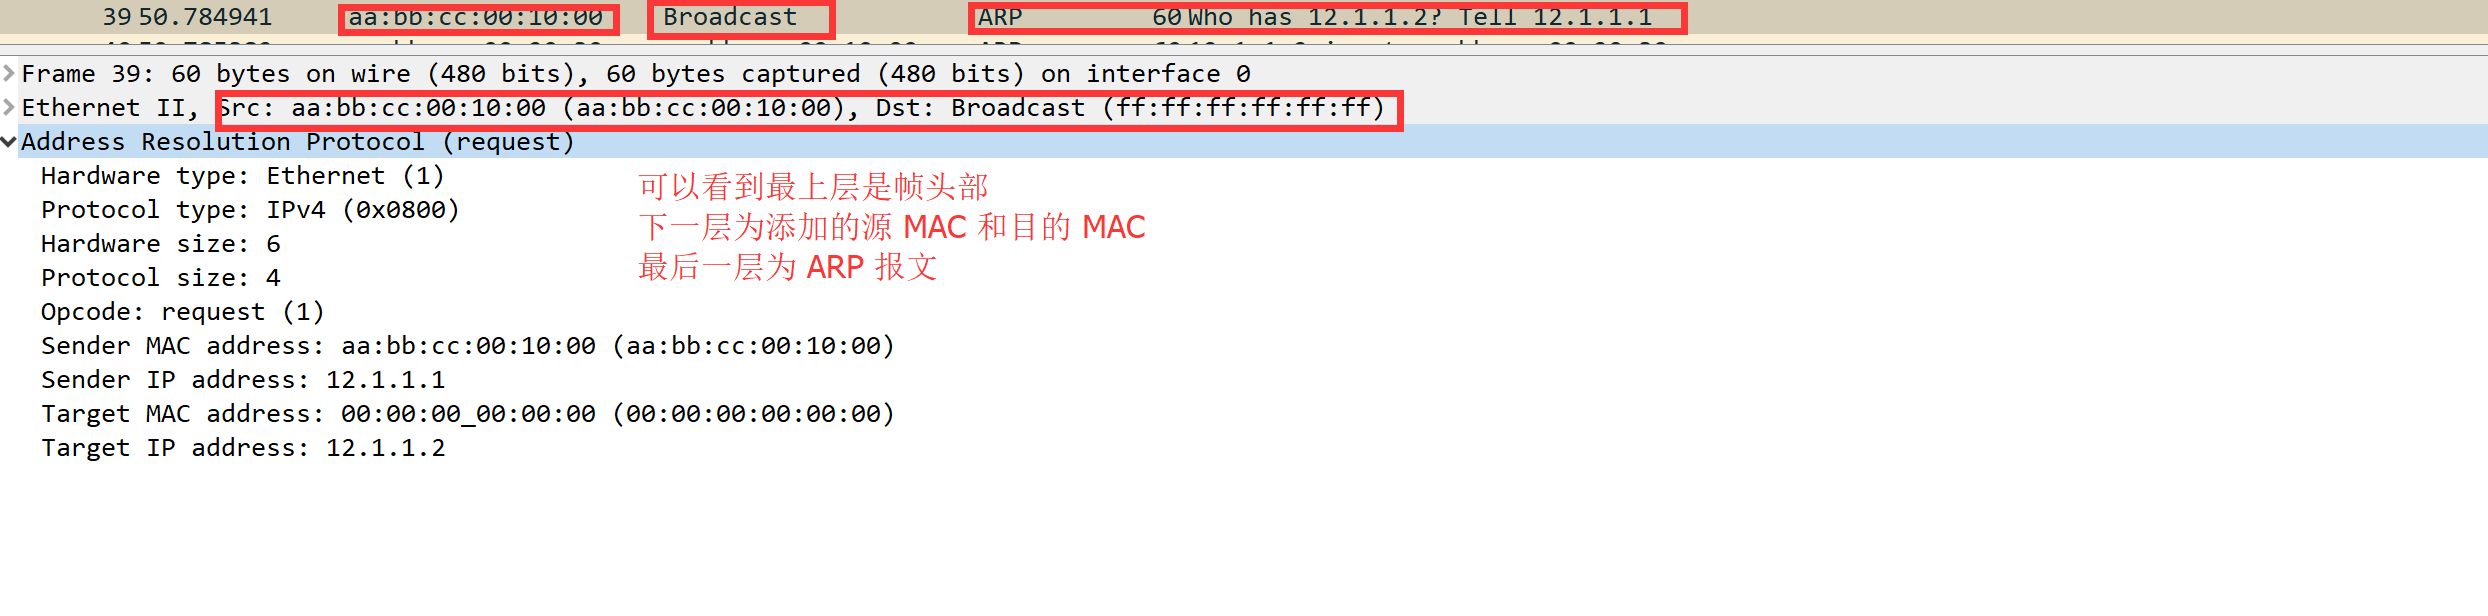 39 50.784941 aa:bb:cc:00:10:00 Broadcast ARP 60 Who has 12.1.1.2? Tell 12.1.1.1
Frame 39: 60 bytes on wire (480 bits), 60 bytes captured (480 bits) on interface 0
Ethernet II, Src: aa:bb:cc:00:10:00 (aa:bb:cc:00:10:00), Dst: Broadcast (ff:ff:ff:ff:ff:ff)
Address Resolution Protocol (request)
Hardware type: Ethernet (1)
Protocol type: IPv4 (0x0800)
Hardware size: 6
Protocol size: 4
Opcode: request (1)
Sender MAC address: aa:bb:cc:00:10:00 (aa:bb:cc:00:10:00)
Sender IP address: 12.1.1.1
Target MAC address: 00:00:00_00:00:00 (00:00:00:00:00:00)
Target IP address: 12.1.1.2
可以看到最上层是帧头部
下一层为添加的源 MAC 和目的 MAC
最后一层为 ARP 报文